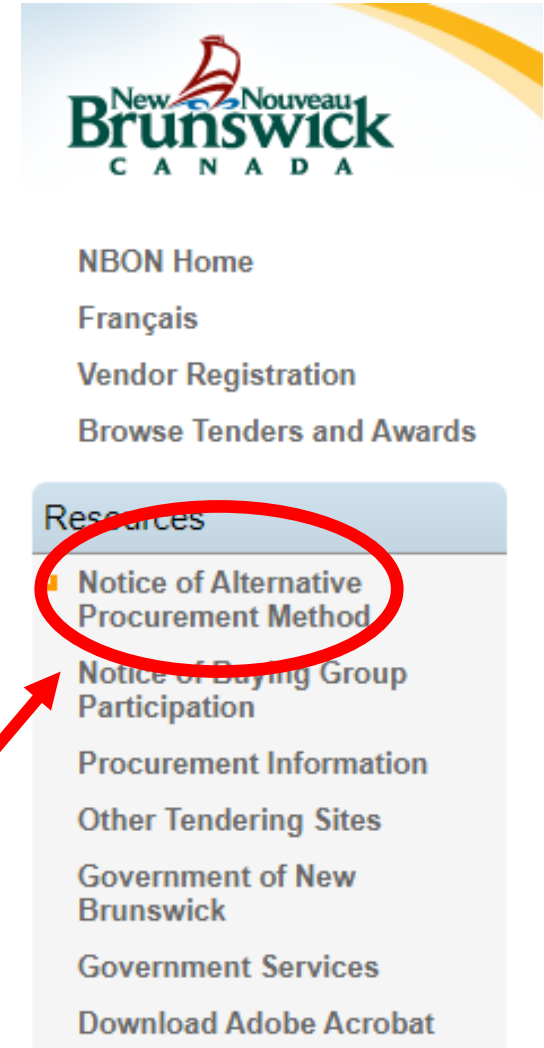 New Nouveau
Brunswick
CANADA
NBON Home
Français
Vendor Registration
Browse Tenders and Awards
Resources
Notice of Alternative
Procurement Method
Notice of Buying Group
Participation
Procurement Information
Other Tendering Sites
Government of New
Brunswick
Government Services
Download Adobe Acrobat